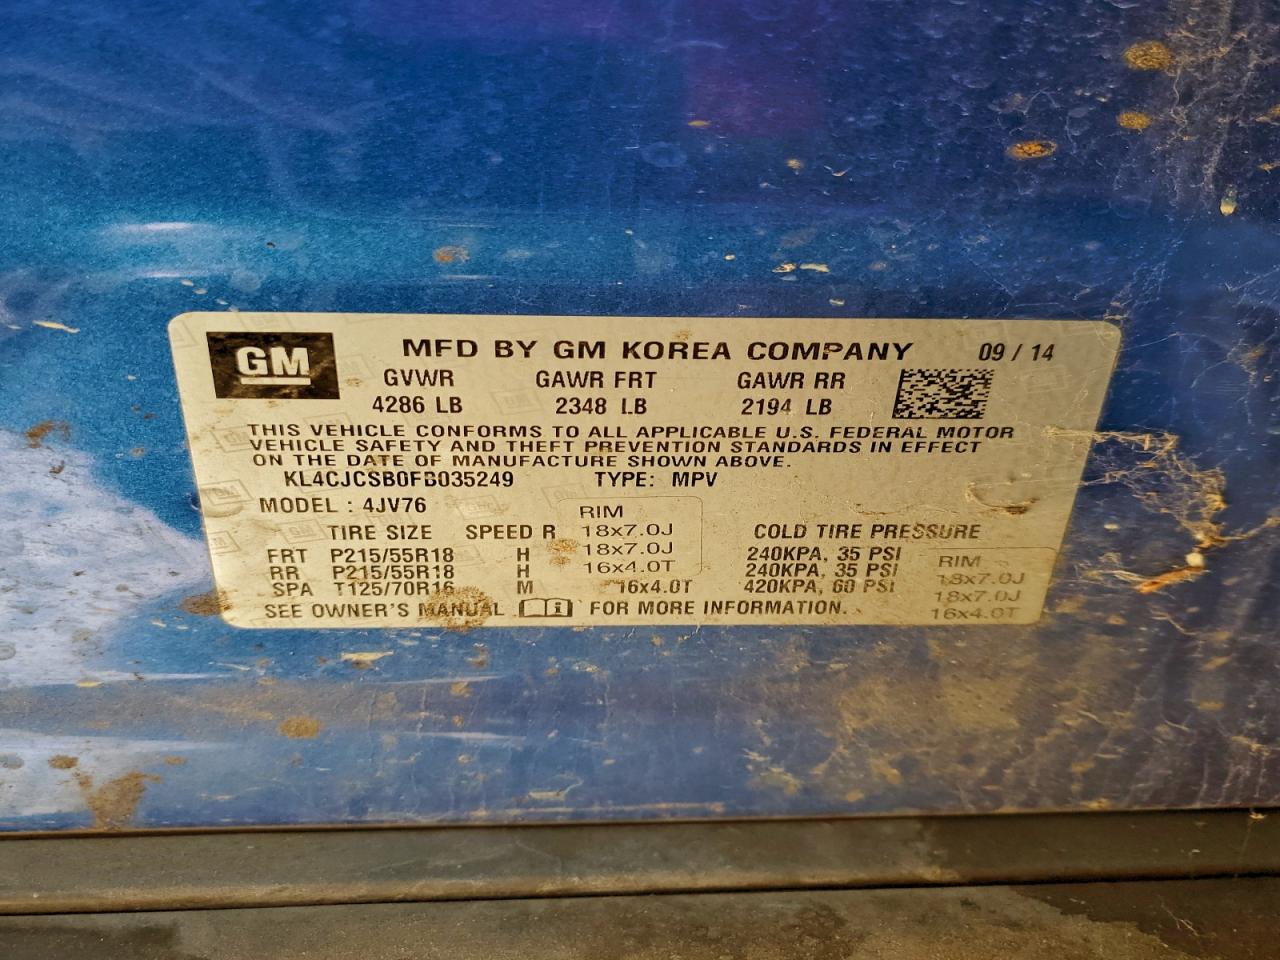 GM MFD BY GM KOREA COMPANY 09 / 14
GVWR GAWR FRT GAWR RR
4286 LB 2348 LB 2194 LB
THIS VEHICLE CONFORMS TO ALL APPLICABLE U.S. FEDERAL MOTOR
VEHICLE SAFETY AND THEFT PREVENTION STANDARDS IN EFFECT
ON THE DATE OF MANUFACTURE SHOWN ABOVE.
KL4CJCSB0FB035249 TYPE: MPV
MODEL : 4JV76 RIM
TIRE SIZE SPEED R 18x7.0J COLD TIRE PRESSURE
FRT P215/55R18 H 18x7.0J 240KPA, 35 PSI RIM
RR P215/55R18 H 16x4.0T 240KPA, 35 PSI 18x7.0J
SPA T125/70R16 M 16x4.0T 420KPA, 60 PSI 18x7.0J
SEE OWNER'S MANUAL FOR MORE INFORMATION. 16x4.0T